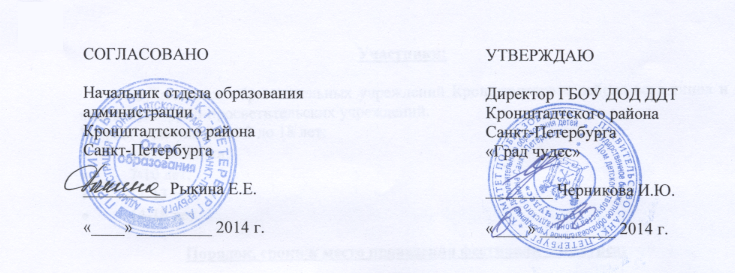 СОГЛАСОВАНО
Начальник отдела образования
администрации
Кронштадтского района
Санкт-Петербурга
__________ Рыкина Е.Е.
«____» _________ 2014 г.
УТВЕРЖДАЮ
Директор ГБОУ ДОД ДДТ
Кронштадтского района
Санкт-Петербурга
«Град чудес»
________ Черникова И.Ю.
«____» _________ 2014 г.